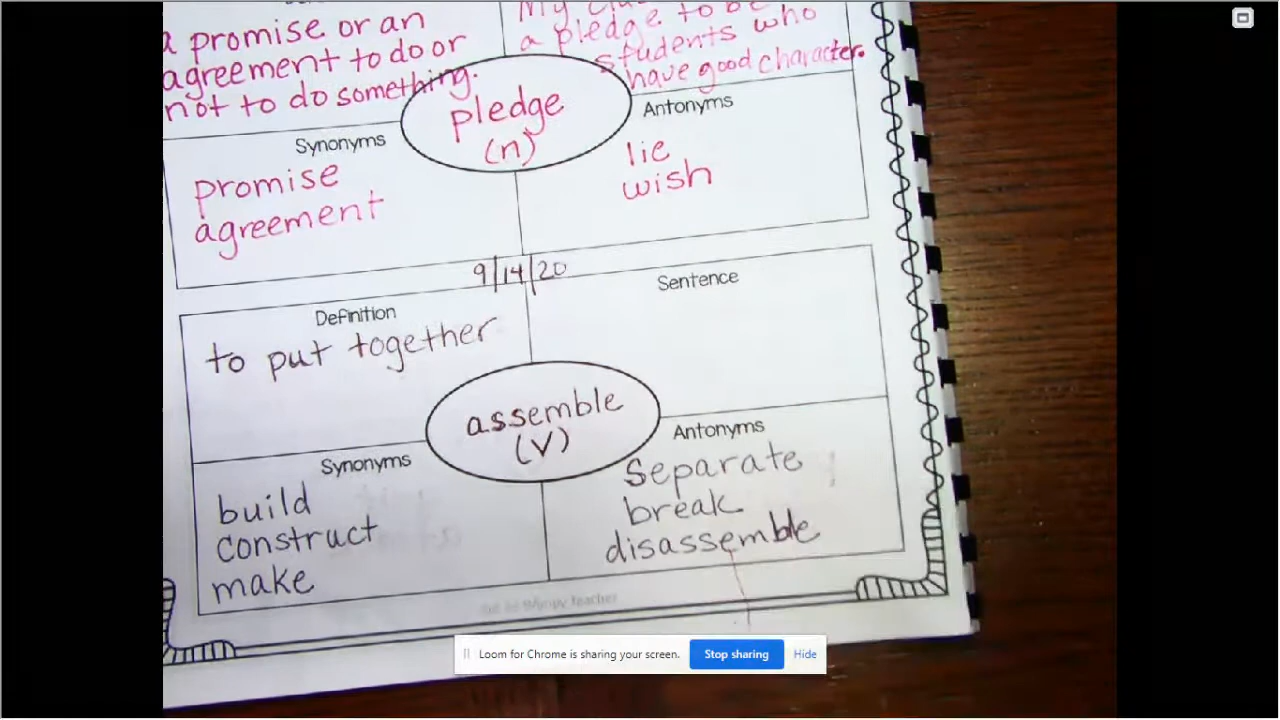 a promise or an
agreement to do or
not to do something.
a pledge to be
students who
have good character.
pledge
(n)
Synonyms
promise
agreement
Antonyms
lie
wish
9/14/20
Definition
to put together
Sentence
assemble
(v)
Synonyms
build
construct
make
Antonyms
separate
break
disassemble
Teacher
Loom for Chrome is sharing your screen. Stop sharing Hide